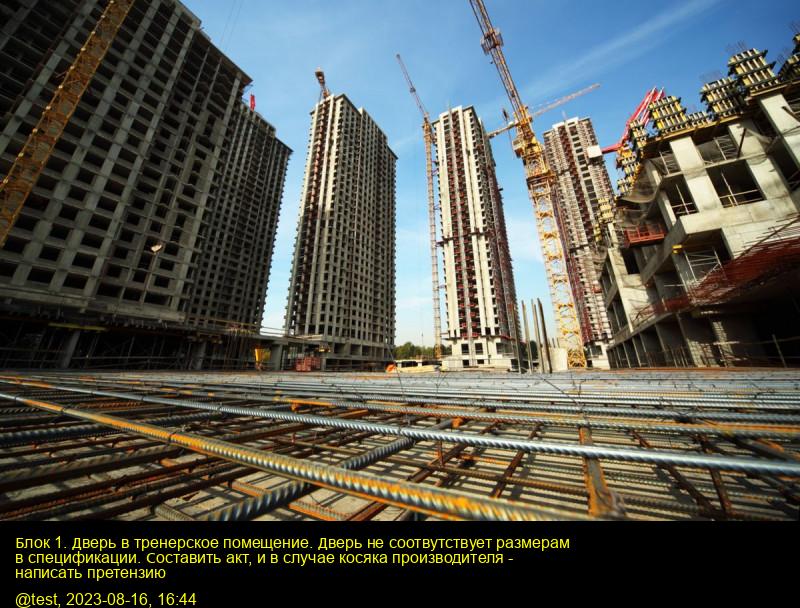 Блок 1. Дверь в тренерское помещение. Дверь не соотвутствует размерам
в спецификации. Составить акт, и в случае косяка производителя -
написать претензию
@test, 2023-08-16, 16:44